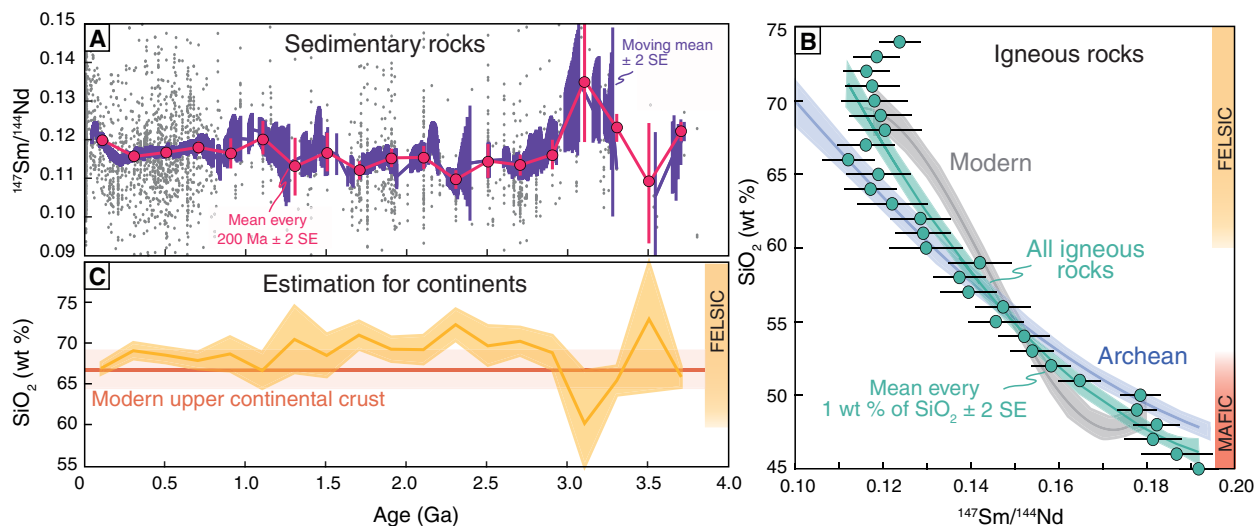 A
Sedimentary rocks
Moving mean
± 2 SE
Mean every
200 Ma ± 2 SE
¹⁴⁷Sm/¹⁴⁴Nd
0.15
0.14
0.13
0.12
0.11
0.10
0.09
C
Estimation for continents
FELSIC
Modern upper continental crust
SiO₂ (wt %)
75
70
65
60
55
0 0.5 1.0 1.5 2.0 2.5 3.0 3.5 4.0
Age (Ga)
B
Igneous rocks
FELSIC
Modern
All igneous
rocks
Archean
Mean every
1 wt % of SiO₂ ± 2 SE
MAFIC
SiO₂ (wt %)
75
70
65
60
55
50
45
0.10 0.12 0.14 0.16 0.18 0.20
¹⁴⁷Sm/¹⁴⁴Nd